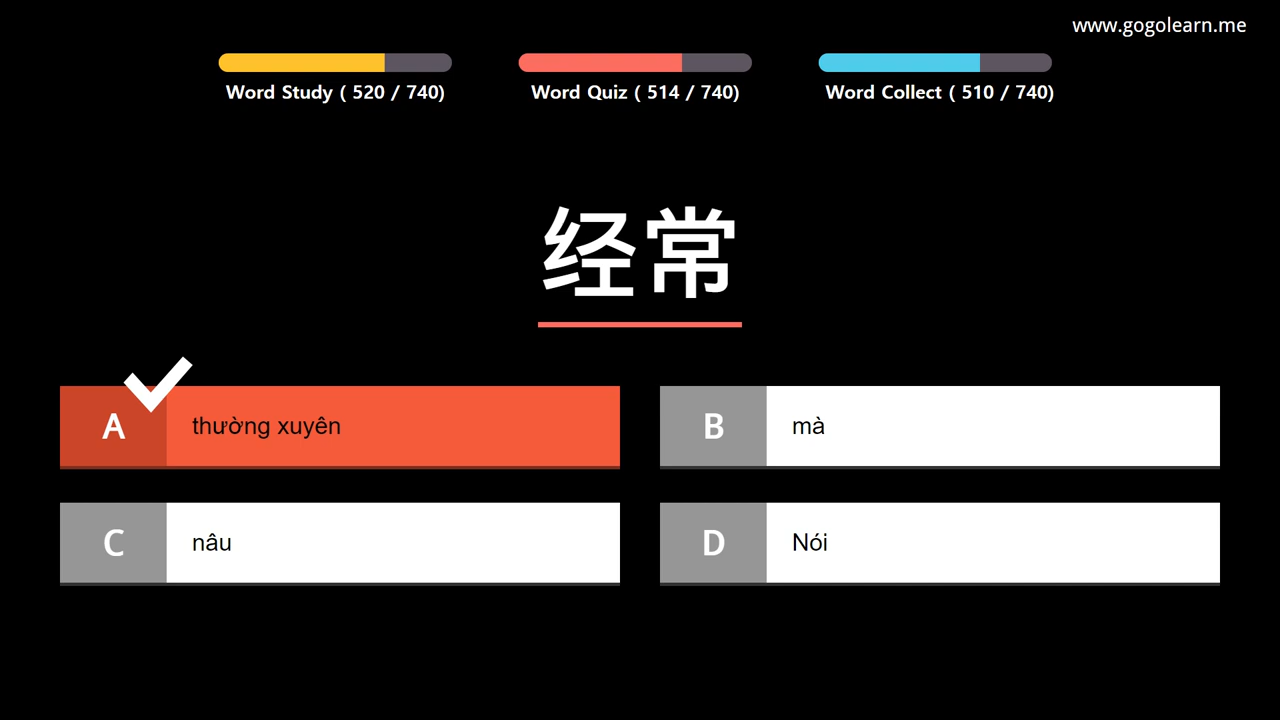 www.gogolearn.me
Word Study ( 520 / 740)
Word Quiz ( 514 / 740)
Word Collect ( 510 / 740)
经常
A thường xuyên
B mà
C nâu
D Nói